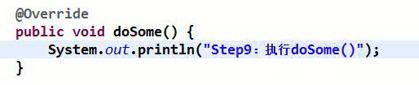 @Override
public void doSome() {
    System.out.println("Step9：执行doSome()");
}